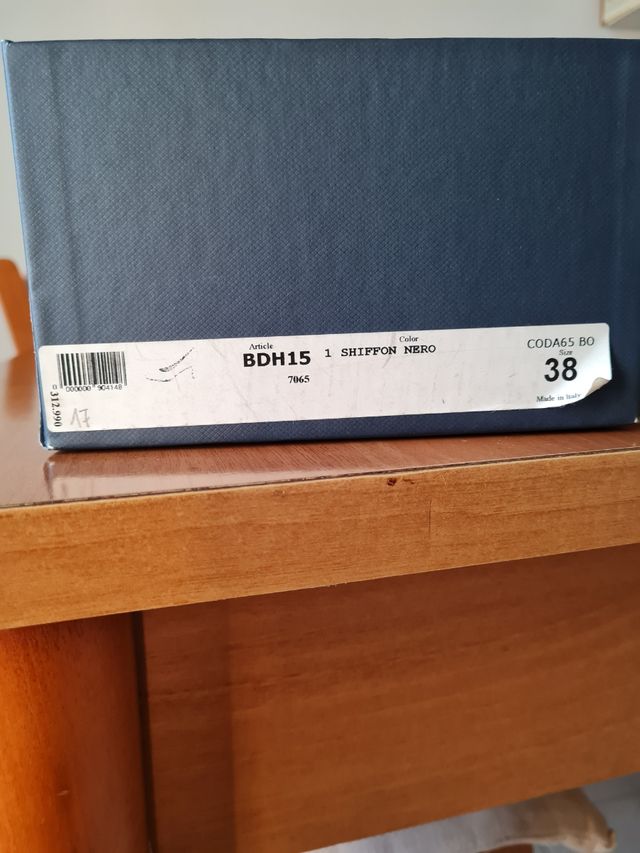 Article
BDH15
7065
Color
1 SHIFFON NERO
CODA65 BO
Size
38
Made in Italy
0 000000 904148
312.990
17